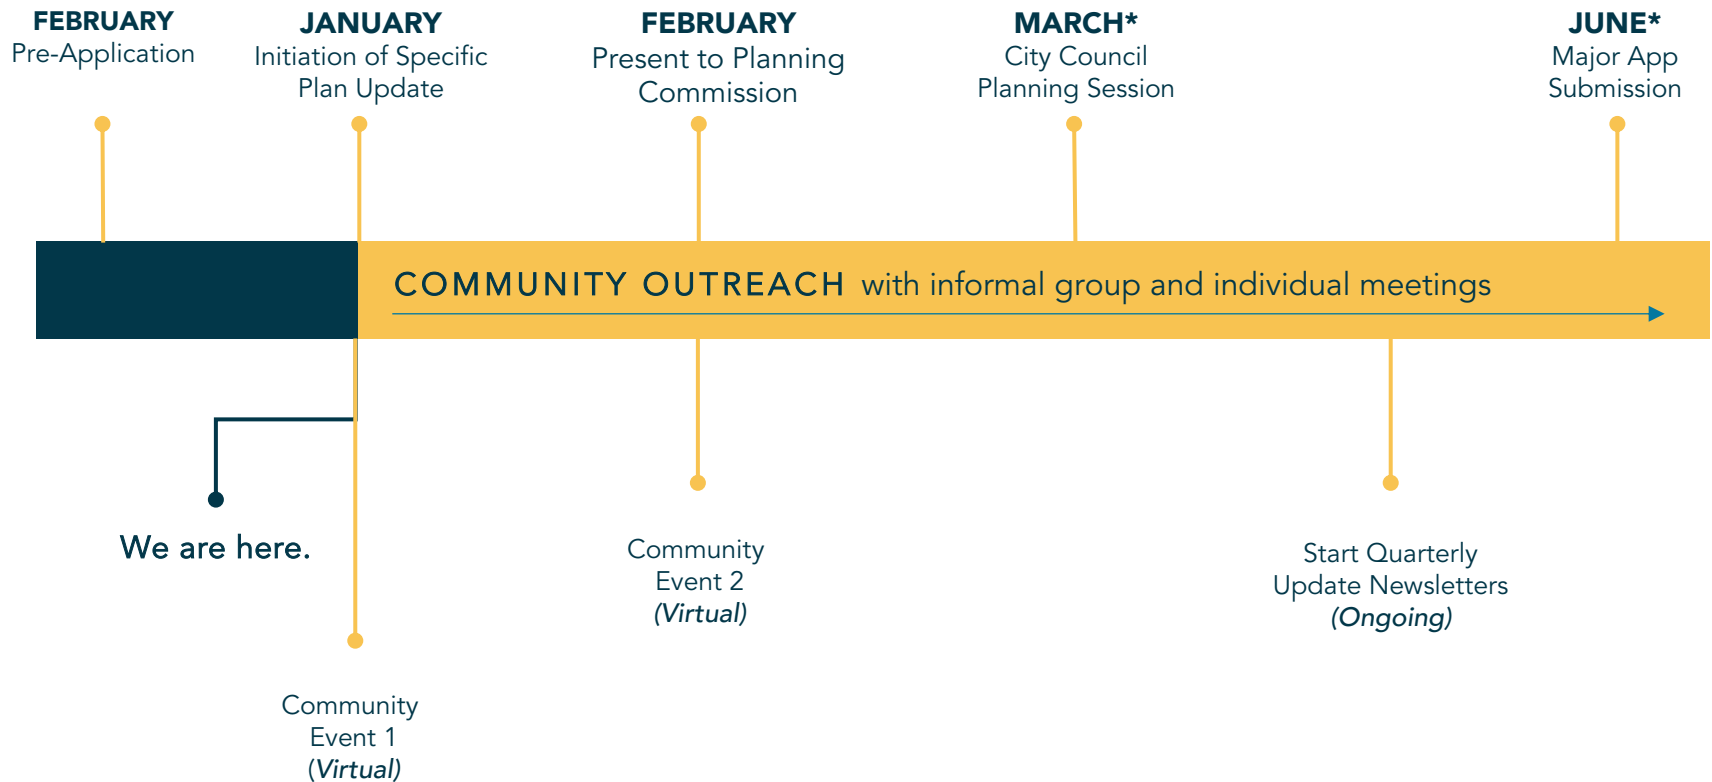 FEBRUARY
Pre-Application
JANUARY
Initiation of Specific
Plan Update
FEBRUARY
Present to Planning
Commission
MARCH*
City Council
Planning Session
JUNE*
Major App
Submission
COMMUNITY OUTREACH with informal group and individual meetings
We are here.
Community
Event 1
(Virtual)
Community
Event 2
(Virtual)
Start Quarterly
Update Newsletters
(Ongoing)